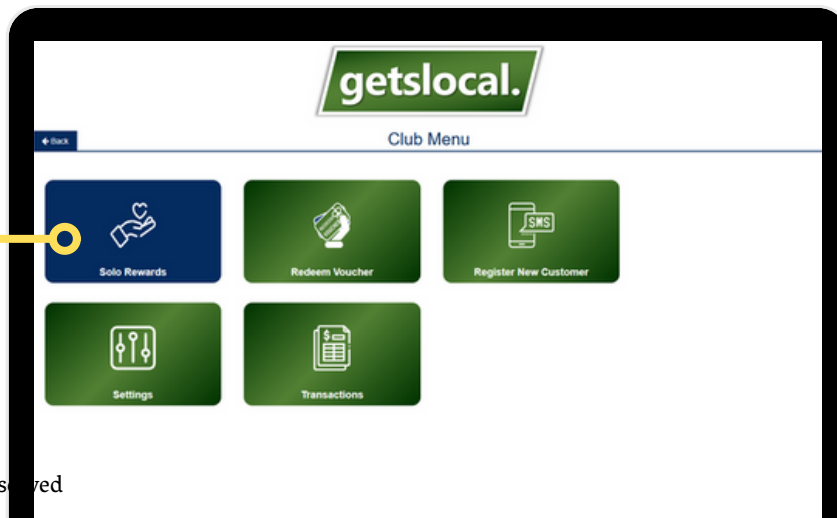 getslocal.
Back
Club Menu
SMS
Solo Rewards
Redeem Voucher
Register New Customer
$
Settings
Transactions